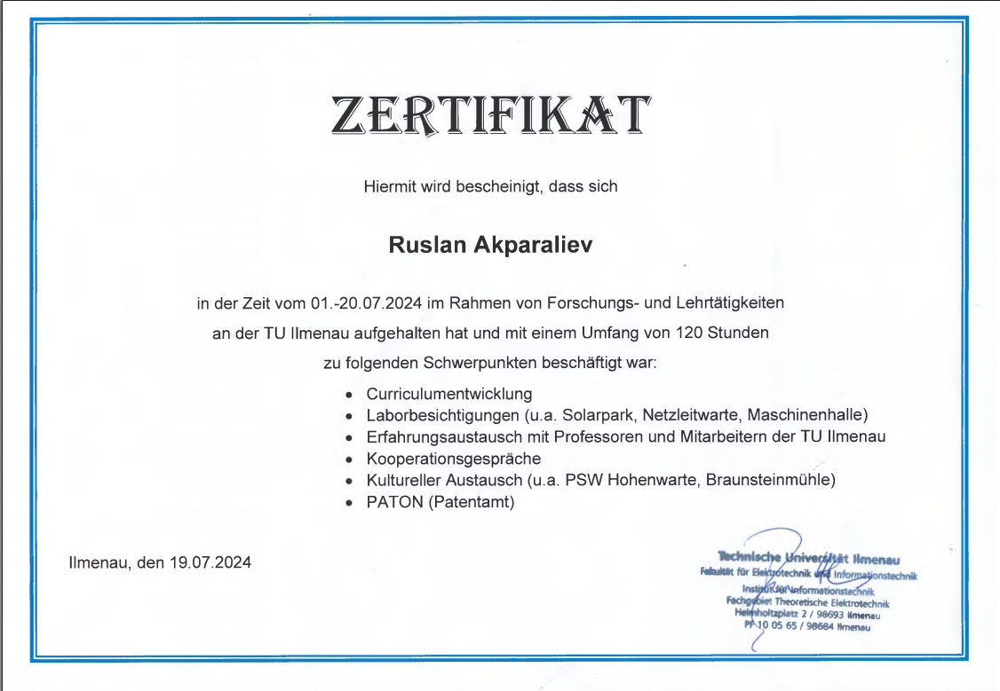 ZERTIFIKAT
Hiermit wird bescheinigt, dass sich
Ruslan Akparaliev
in der Zeit vom 01.-20.07.2024 im Rahmen von Forschungs- und Lehrtätigkeiten
an der TU Ilmenau aufgehalten hat und mit einem Umfang von 120 Stunden
zu folgenden Schwerpunkten beschäftigt war:
• Curriculumentwicklung
• Laborbesichtigungen (u.a. Solarpark, Netzleitwarte, Maschinenhalle)
• Erfahrungsaustausch mit Professoren und Mitarbeitern der TU Ilmenau
• Kooperationsgespräche
• Kultureller Austausch (u.a. PSW Hohenwarte, Braunsteinmühle)
• PATON (Patentamt)
Ilmenau, den 19.07.2024
Technische Universität Ilmenau
Fakultät für Elektrotechnik und Informationstechnik
Institut für Informationstechnik
Fachgebiet Theoretische Elektrotechnik
Helmholtzplatz 2 / 98693 Ilmenau
PF 10 05 65 / 98684 Ilmenau